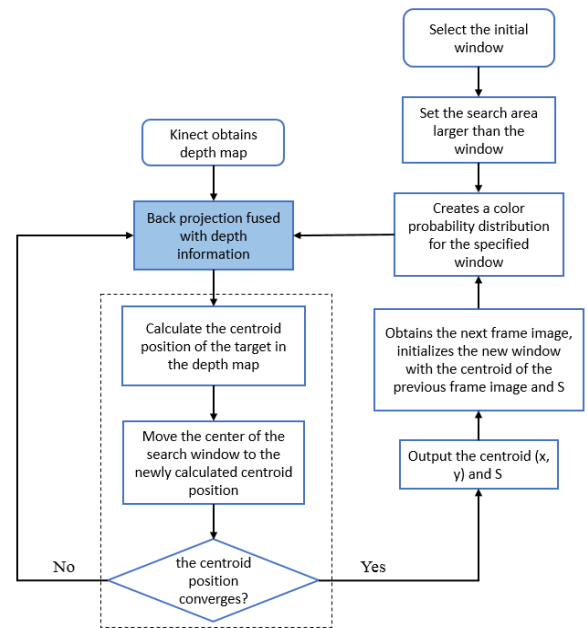 Select the initial
window
Set the search area
larger than the
window
Kinect obtains
depth map
Creates a color
probability distribution
for the specified
window
Back projection fused
with depth
information
Calculate the centroid
position of the target in
the depth map
Obtains the next frame image,
initializes the new window
with the centroid of the
previous frame image and S
Move the center of the
search window to the
newly calculated centroid
position
Output the centroid (x,
y) and S
the centroid
position
converges?
No
Yes